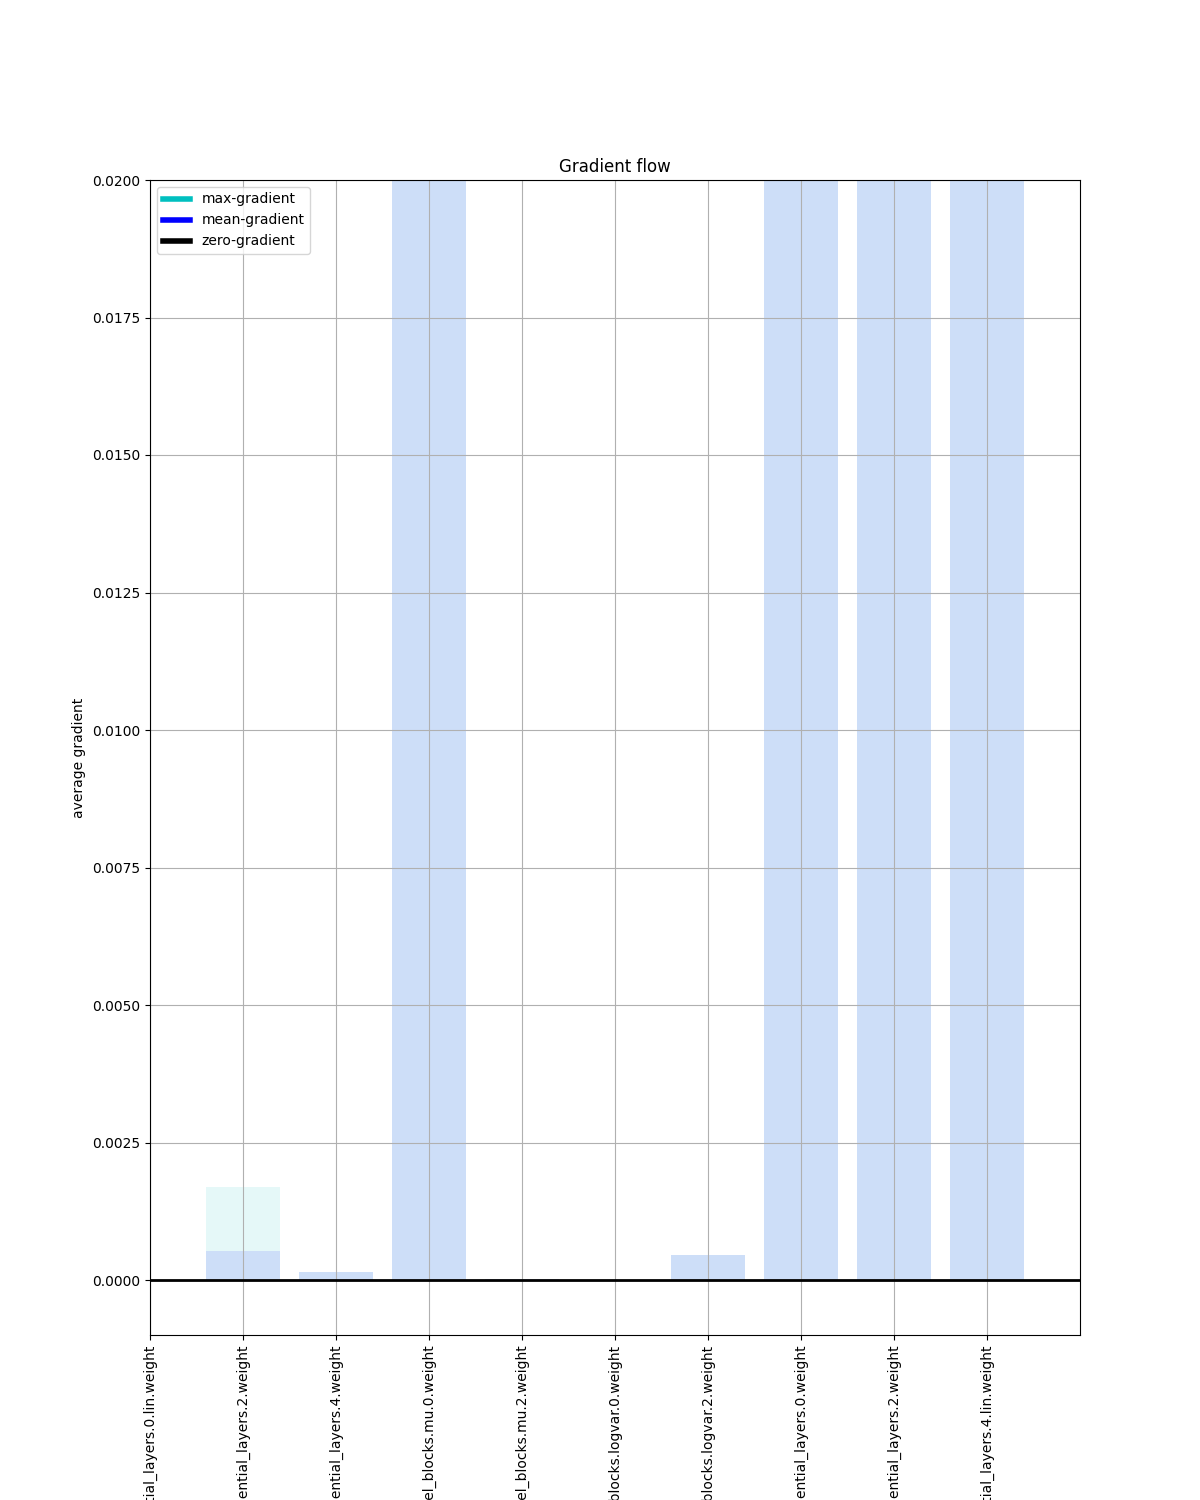 Gradient flow
max-gradient
mean-gradient
zero-gradient
0.0200
0.0175
0.0150
0.0125
0.0100
0.0075
0.0050
0.0025
0.0000
average gradient
tial_layers.0.lin.weight
ential_layers.2.weight
ential_layers.4.weight
el_blocks.mu.0.weight
el_blocks.mu.2.weight
blocks.logvar.0.weight
blocks.logvar.2.weight
ential_layers.0.weight
ential_layers.2.weight
tial_layers.4.lin.weight